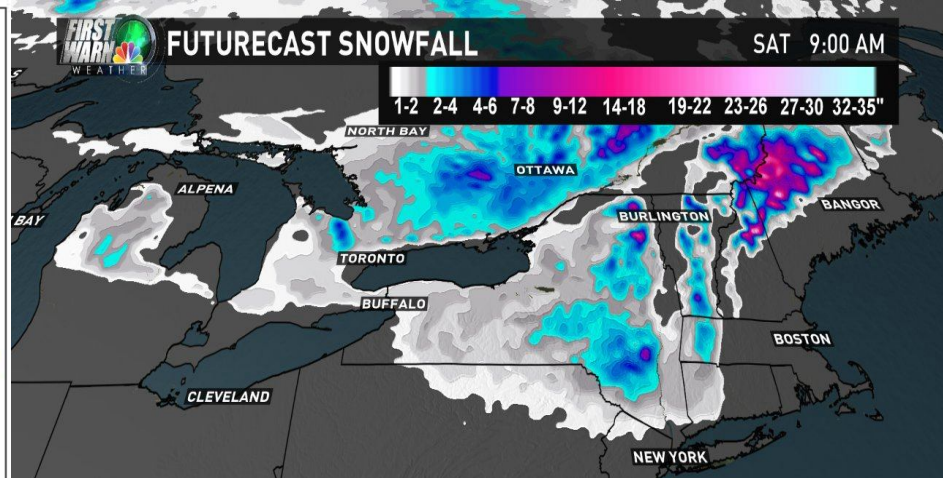 FIRST
WARN
WEATHER
FUTURECAST SNOWFALL
SAT 9:00 AM
1-2 2-4 4-6 7-8 9-12 14-18 19-22 23-26 27-30 32-35"
NORTH BAY
OTTAWA
ALPENA
BAY
BURLINGTON
BANGOR
TORONTO
BUFFALO
BOSTON
CLEVELAND
NEW YORK